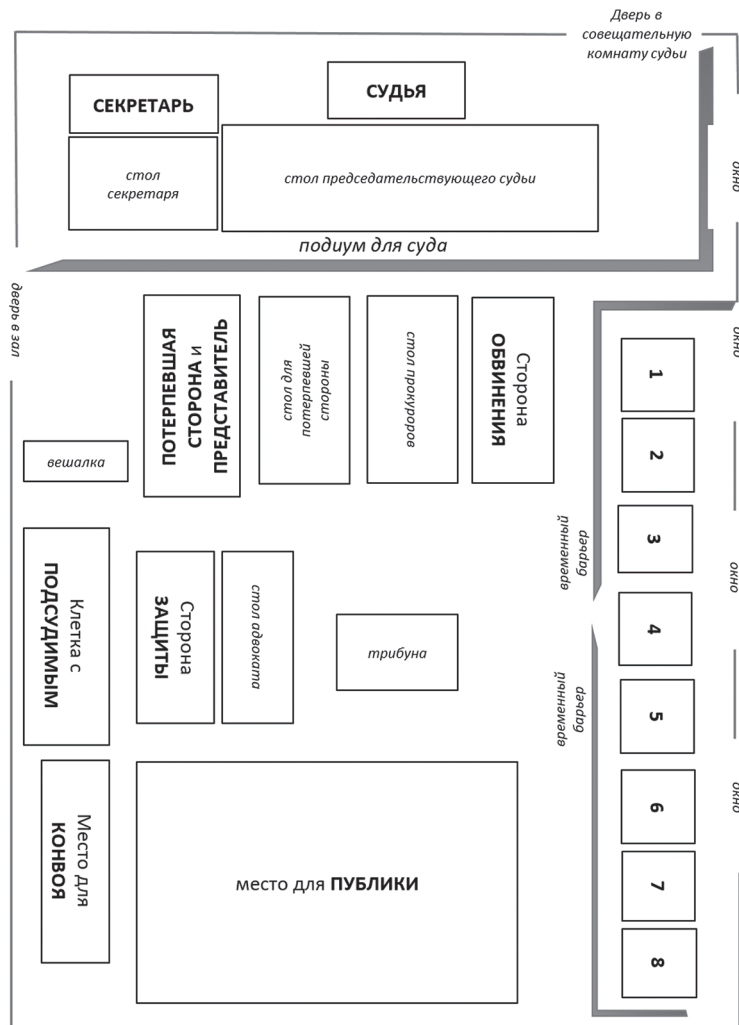 Дверь в
совещательную
комнату судьи
СЕКРЕТАРЬ
СУДЬЯ
стол
секретаря
стол председательствующего судьи
окно
подиум для суда
дверь в зал
ПОТЕРПЕВШАЯ
СТОРОНА и
ПРЕДСТАВИТЕЛЬ
стол для
потерпевшей
стороны
стол прокуроров
Сторона
ОБВИНЕНИЯ
окно
1
2
вешалка
3
временный
барьер
окно
Клетка с
ПОДСУДИМЫМ
Сторона
ЗАЩИТЫ
стол адвоката
трибуна
4
5
временный
барьер
Место для
КОНВОЯ
место для ПУБЛИКИ
6
окно
7
8